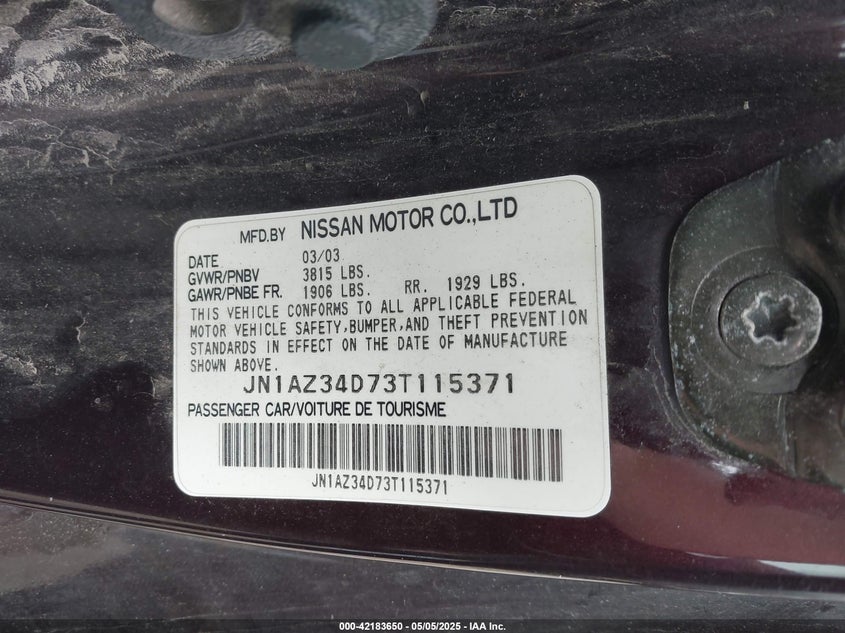 MFD.BY NISSAN MOTOR CO.,LTD
DATE 03/03
GVWR/PNBV 3815 LBS.
GAWR/PNBE FR. 1906 LBS. RR. 1929 LBS.
THIS VEHICLE CONFORMS TO ALL APPLICABLE FEDERAL
MOTOR VEHICLE SAFETY,BUMPER,AND THEFT PREVENTION
STANDARDS IN EFFECT ON THE DATE OF MANUFACTURE
SHOWN ABOVE.
JN1AZ34D73T115371
PASSENGER CAR/VOITURE DE TOURISME
JN1AZ34D73T115371
000-42183650 - 05/05/2025 - IAA Inc.